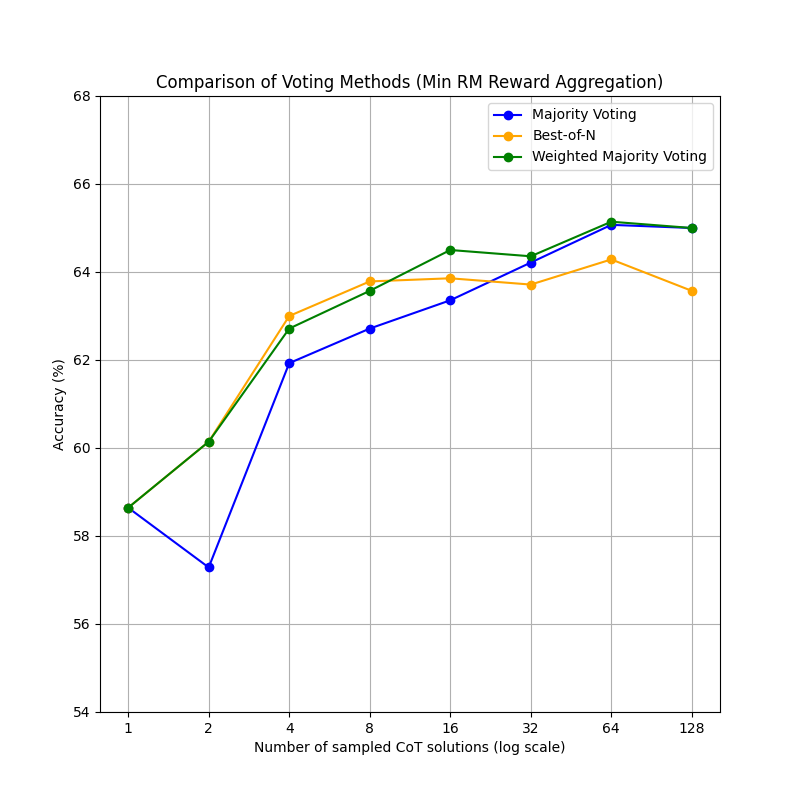 Comparison of Voting Methods (Min RM Reward Aggregation)
Majority Voting
Best-of-N
Weighted Majority Voting
68
66
64
62
60
58
56
54
Accuracy (%)
1 2 4 8 16 32 64 128
Number of sampled CoT solutions (log scale)